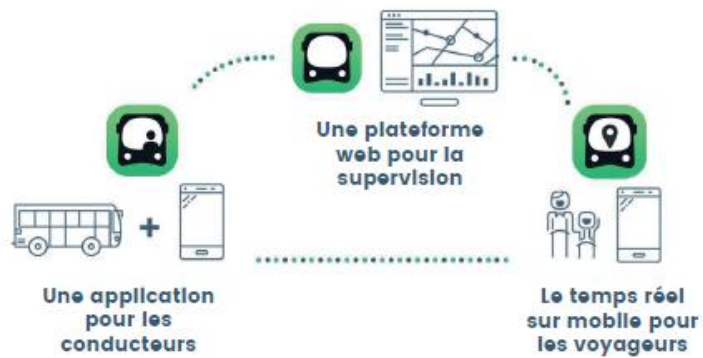 Une plateforme
web pour la
supervision
Une application
pour les
conducteurs
Le temps réel
sur mobile pour
les voyageurs